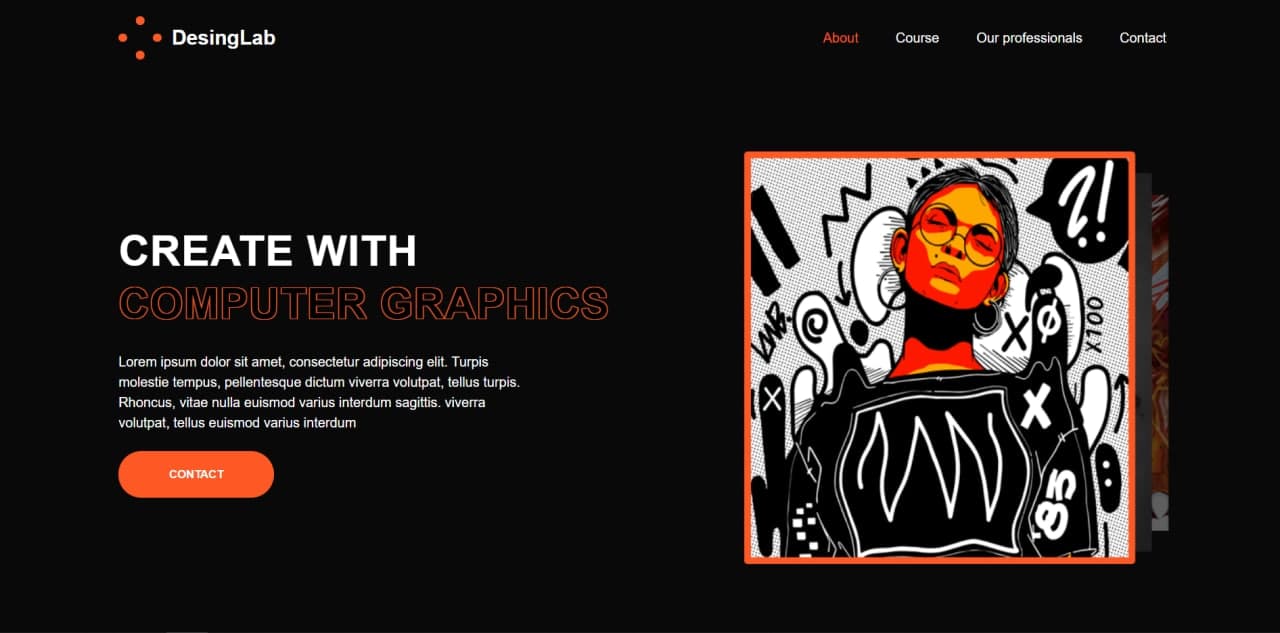 DesingLab
About Course Our professionals Contact
CREATE WITH
COMPUTER GRAPHICS
Lorem ipsum dolor sit amet, consectetur adipiscing elit. Turpis
molestie tempus, pellentesque dictum viverra volutpat, tellus turpis.
Rhoncus, vitae nulla euismod varius interdum sagittis. viverra
volutpat, tellus euismod varius interdum
CONTACT
?!
X
X
X
'85